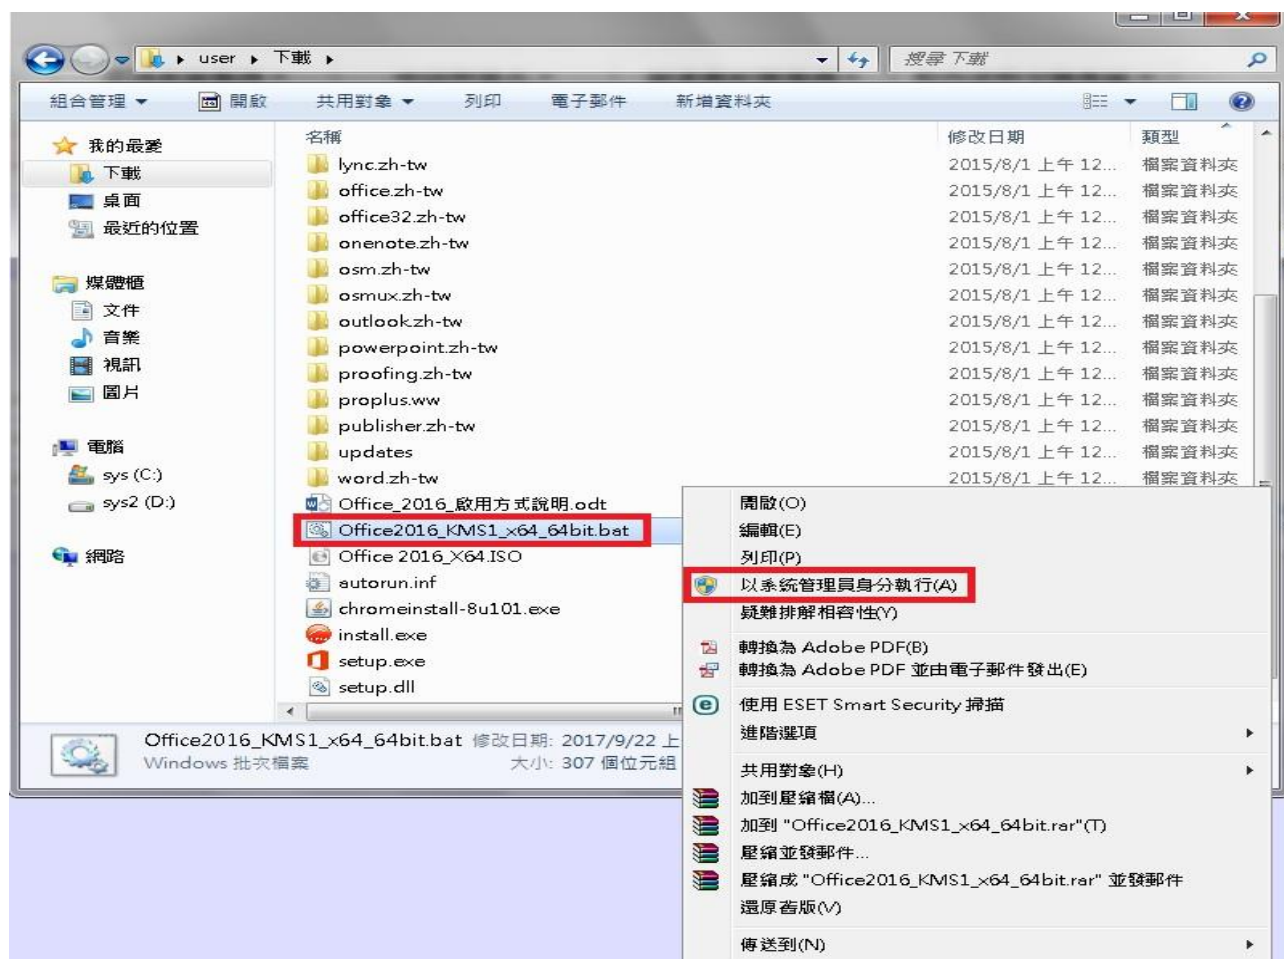 user 下載
搜尋 下載
組合管理 開啟 共用對象 列印 電子郵件 新增資料夾
我的最愛
下載
桌面
最近的位置
媒體櫃
文件
音樂
視訊
圖片
電腦
sys (C:)
sys2 (D:)
網路
名稱 修改日期 類型
lync.zh-tw 2015/8/1 上午 12... 檔案資料夾
office.zh-tw 2015/8/1 上午 12... 檔案資料夾
office32.zh-tw 2015/8/1 上午 12... 檔案資料夾
onenote.zh-tw 2015/8/1 上午 12... 檔案資料夾
osm.zh-tw 2015/8/1 上午 12... 檔案資料夾
osmux.zh-tw 2015/8/1 上午 12... 檔案資料夾
outlook.zh-tw 2015/8/1 上午 12... 檔案資料夾
powerpoint.zh-tw 2015/8/1 上午 12... 檔案資料夾
proofing.zh-tw 2015/8/1 上午 12... 檔案資料夾
proplus.ww 2015/8/1 上午 12... 檔案資料夾
publisher.zh-tw 2015/8/1 上午 12... 檔案資料夾
updates 2015/8/1 上午 12... 檔案資料夾
word.zh-tw 2015/8/1 上午 12... 檔案資料夾
Office_2016_啟用方式說明.odt
Office2016_KMS1_x64_64bit.bat
Office 2016_X64.ISO
autorun.inf
chromeinstall-8u101.exe
install.exe
setup.exe
setup.dll
開啟(O)
編輯(E)
列印(P)
以系統管理員身分執行(A)
疑難排解相容性(Y)
轉換為 Adobe PDF(B)
轉換為 Adobe PDF 並由電子郵件發出(E)
使用 ESET Smart Security 掃描
進階選項
共用對象(H)
加到壓縮檔(A)...
加到 "Office2016_KMS1_x64_64bit.rar"(T)
壓縮並發郵件...
壓縮成 "Office2016_KMS1_x64_64bit.rar" 並發郵件
還原舊版(V)
傳送到(N)
Office2016_KMS1_x64_64bit.bat 修改日期: 2017/9/22 上
Windows 批次檔案 大小: 307 個位元組